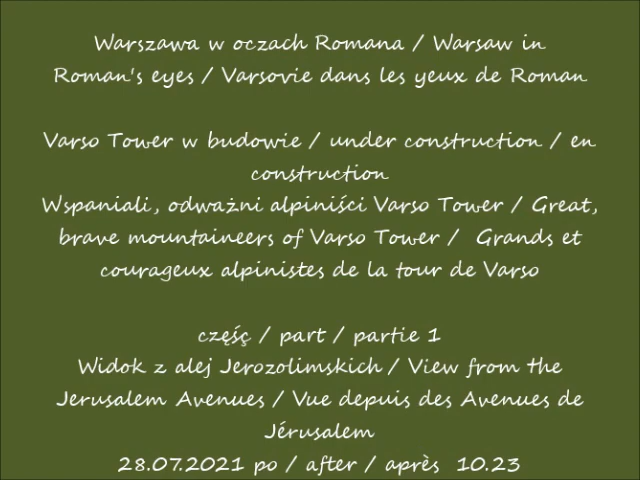 Warszawa w oczach Romana / Warsaw in
Roman's eyes / Varsovie dans les yeux de Roman
Varso Tower w budowie / under construction / en
construction
Wspaniali, odważni alpiniści Varso Tower / Great,
brave mountaineers of Varso Tower / Grands et
courageux alpinistes de la tour de Varso
częśç / part / partie 1
Widok z alej Jerozolimskich / View from the
Jerusalem Avenues / Vue depuis des Avenues de
Jérusalem
28.07.2021 po / after / après 10.23